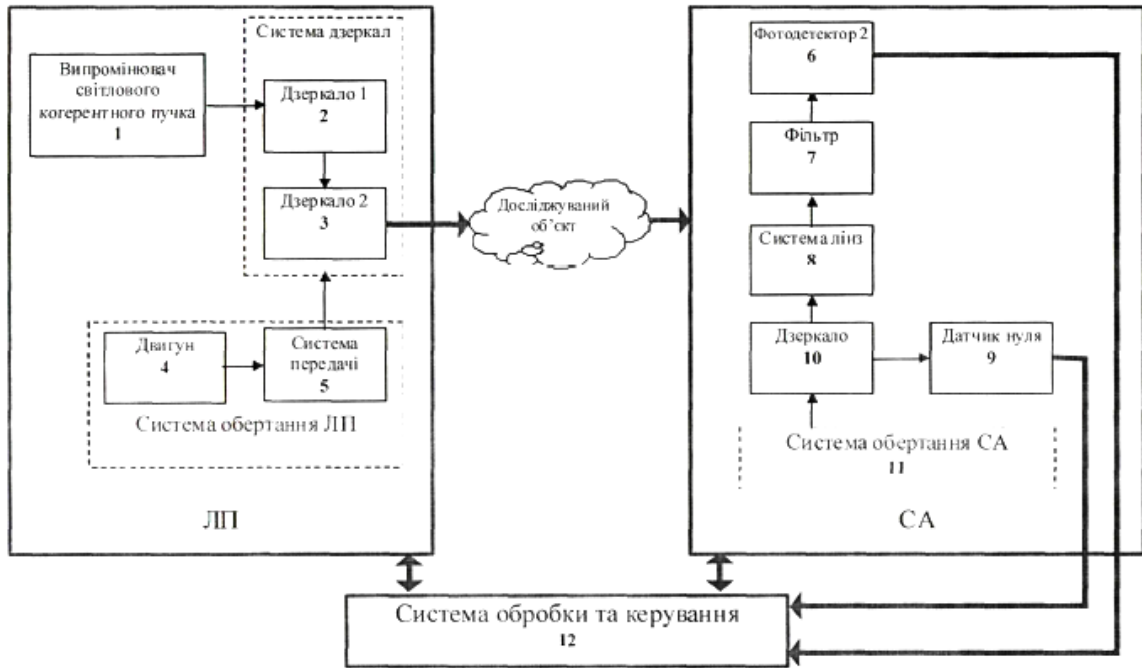 Система дзеркал
Випромінювач
світлового
когерентного пучка
1
Дзеркало 1
2
Дзеркало 2
3
Двигун
4
Система
передачі
5
Система обертання ЛП
ЛП
Досліджуваний
об’єкт
Фотодетектор 2
6
Фільтр
7
Система лінз
8
Дзеркало
10
Датчик нуля
9
Система обертання СА
11
СА
Система обробки та керування
12